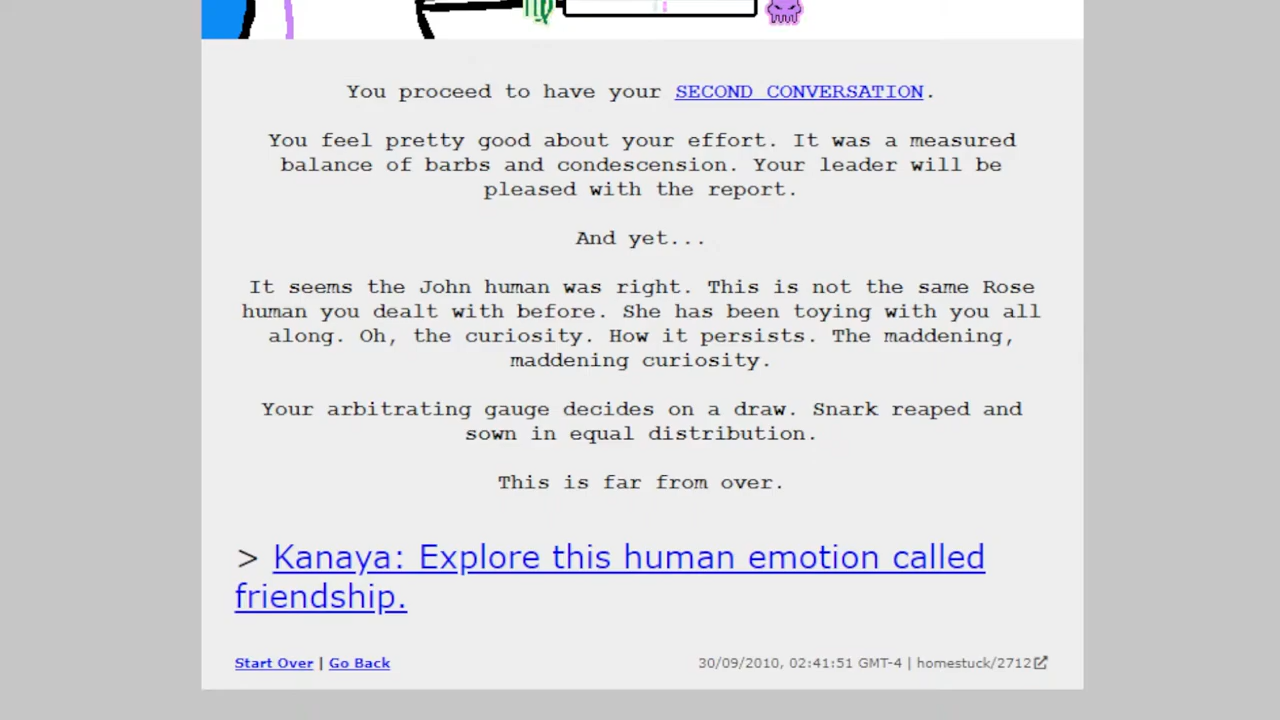 You proceed to have your SECOND CONVERSATION.
You feel pretty good about your effort. It was a measured
balance of barbs and condescension. Your leader will be
pleased with the report.
And yet...
It seems the John human was right. This is not the same Rose
human you dealt with before. She has been toying with you all
along. Oh, the curiosity. How it persists. The maddening,
maddening curiosity.
Your arbitrating gauge decides on a draw. Snark reaped and
sown in equal distribution.
This is far from over.
> Kanaya: Explore this human emotion called
friendship.
Start Over | Go Back 30/09/2010, 02:41:51 GMT-4 | homestuck/2712